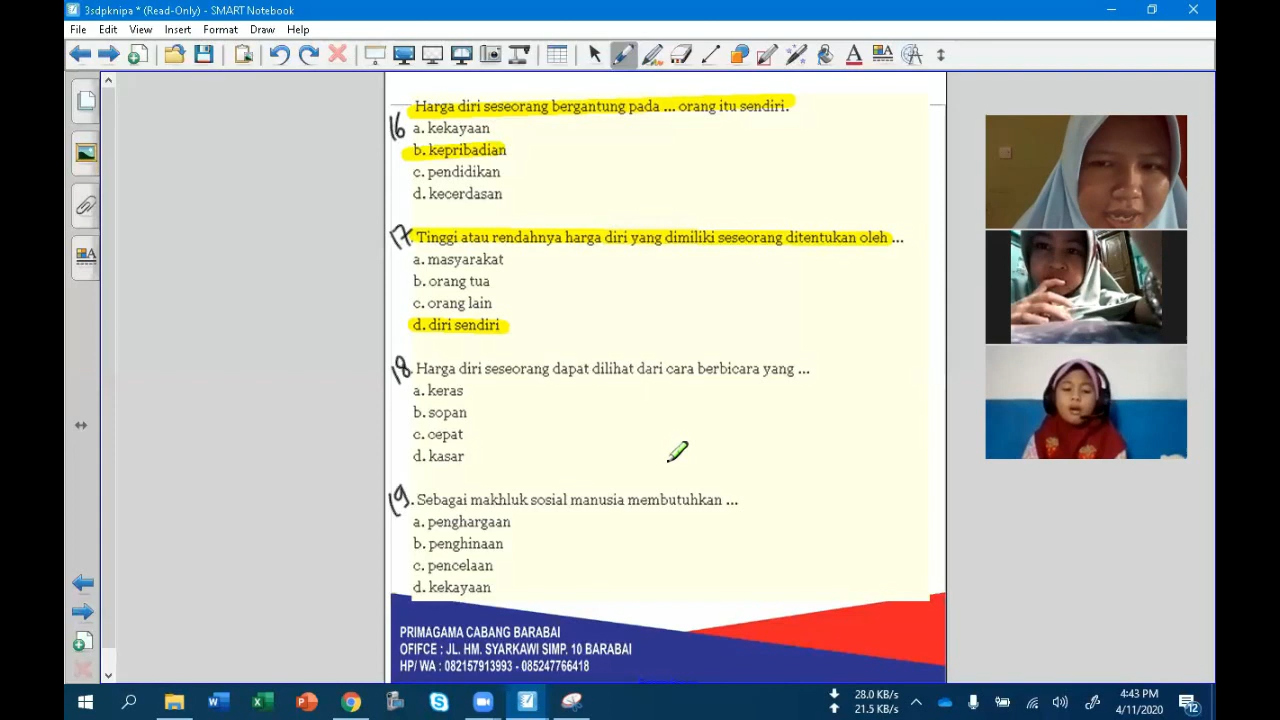 3sdpknipa * (Read-Only) - SMART Notebook
File Edit View Insert Format Draw Help
16 Harga diri seseorang bergantung pada ... orang itu sendiri.
a. kekayaan
b. kepribadian
c. pendidikan
d. kecerdasan
17. Tinggi atau rendahnya harga diri yang dimiliki seseorang ditentukan oleh ...
a. masyarakat
b. orang tua
c. orang lain
d. diri sendiri
18. Harga diri seseorang dapat dilihat dari cara berbicara yang ...
a. keras
b. sopan
c. cepat
d. kasar
19. Sebagai makhluk sosial manusia membutuhkan ...
a. penghargaan
b. penghinaan
c. pencelaan
d. kekayaan
PRIMAGAMA CABANG BARABAI
OFIFCE : JL. HM. SYARKAWI SIMP. 10 BARABAI
HP/ WA : 082157913993 - 085247766418
28.0 KB/s
21.5 KB/s
4:43 PM
4/11/2020
12